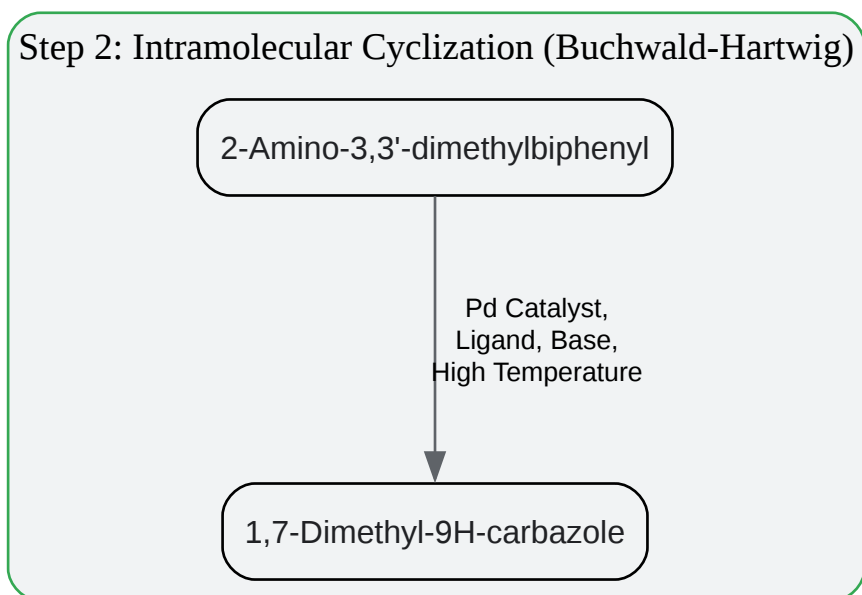 Step 2: Intramolecular Cyclization (Buchwald-Hartwig)
2-Amino-3,3'-dimethylbiphenyl
Pd Catalyst,
Ligand, Base,
High Temperature
1,7-Dimethyl-9H-carbazole